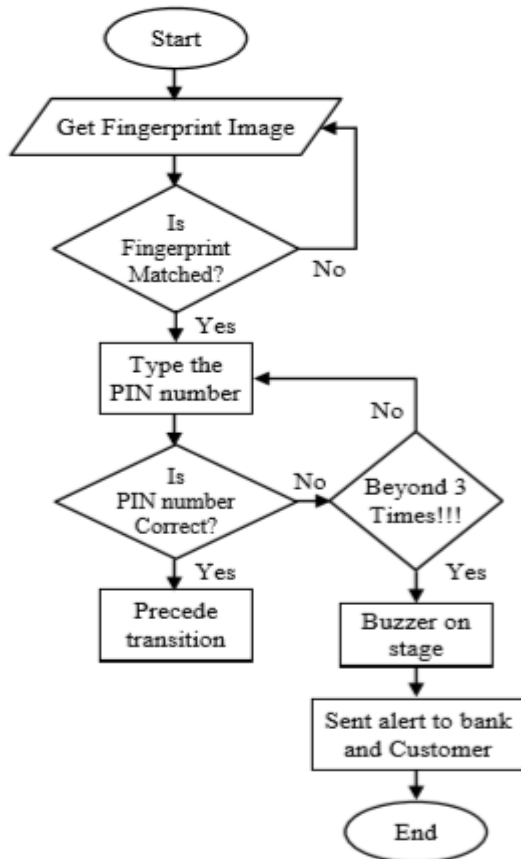 Start
Get Fingerprint Image
Is
Fingerprint
Matched?
No
Yes
Type the
PIN number
No
Is
PIN number
Correct?
No
Beyond 3
Times!!!
Yes
Yes
Precede
transition
Buzzer on
stage
Sent alert to bank
and Customer
End